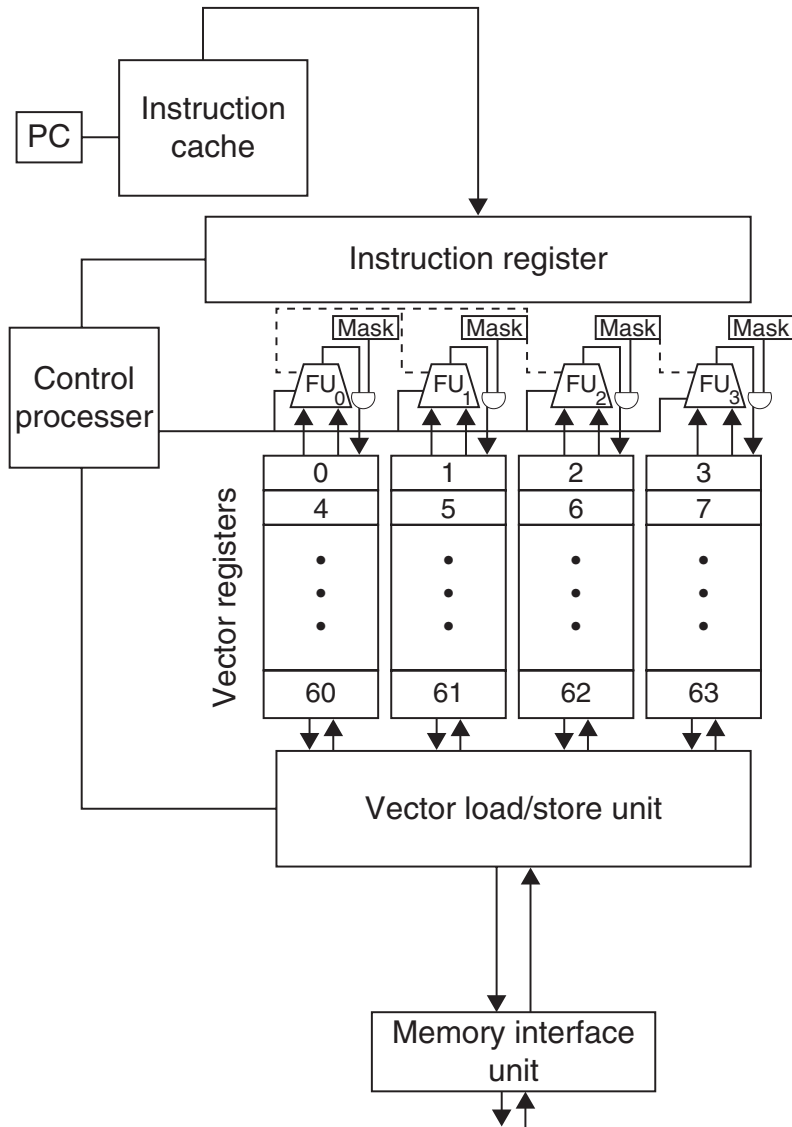 Instruction
cache
PC
Instruction register
Mask Mask Mask Mask
FU0 FU1 FU2 FU3
Control
processer
0 1 2 3
4 5 6 7
Vector registers
60 61 62 63
Vector load/store unit
Memory interface
unit